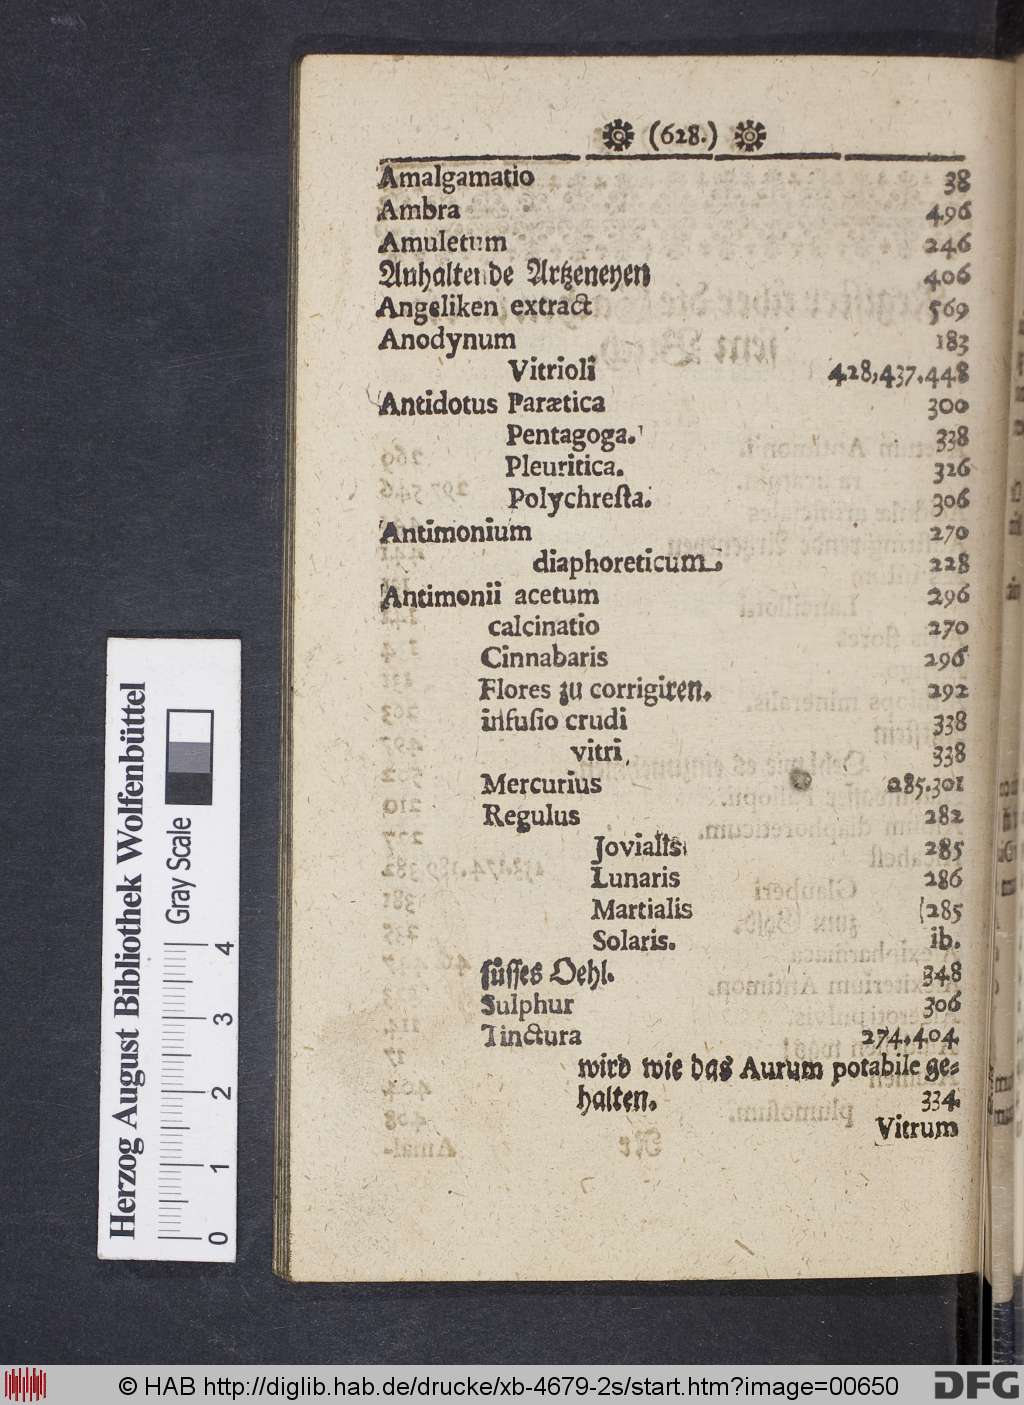 (628.)
Amalgamatio 38
Ambra 496
Amuletum 246
Anhaltende Artzeneyen 406
Angeliken extract 569
Anodynum 183
Vitrioli 428,437.448
Antidotus Paræetica 300
Pentagoga. 338
Pleuritica. 326
Polychreſta. 306
Antimonium 270
diaphoreticum. 228
Antimonii acetum 296
calcinatio 270
Cinnabaris 296
Flores zu corrigiren. 292
infuſio crudi 338
vitri 338
Mercurius 285.301
Regulus 282
Jovialis 285
Lunaris 286
Martialis (285
Solaris. ib.
ſuͤſſes Oehl. 348
Sulphur 306
Tinctura 274.404.
wird wie das Aurum potabile ge⸗
halten. 334.
Vitrum
Herzog August Bibliothek Wolfenbüttel
Gray Scale
0 1 2 3 4
© HAB http://diglib.hab.de/drucke/xb-4679-2s/start.htm?image=00650
DFG